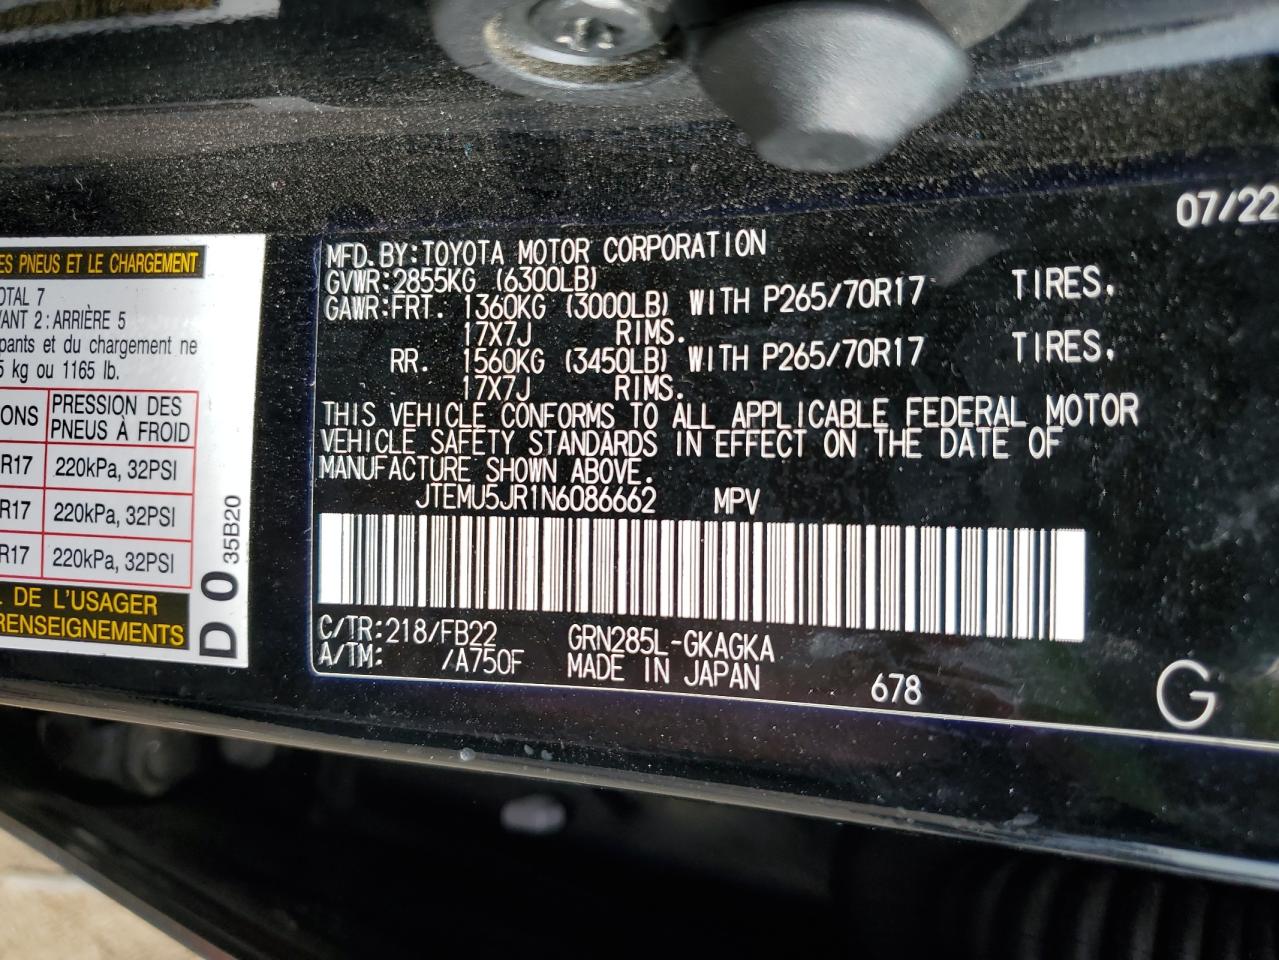 07/22
MFD.BY:TOYOTA MOTOR CORPORATION
GVWR:2855KG (6300LB)
GAWR:FRT. 1360KG (3000LB) WITH P265/70R17 TIRES,
17X7J RIMS.
RR. 1560KG (3450LB) WITH P265/70R17 TIRES,
17X7J RIMS.
THIS VEHICLE CONFORMS TO ALL APPLICABLE FEDERAL MOTOR
VEHICLE SAFETY STANDARDS IN EFFECT ON THE DATE OF
MANUFACTURE SHOWN ABOVE.
JTEMU5JR1N6086662 MPV
C/TR:218/FB22 GRN285L-GKAGKA
A/TM: /A750F MADE IN JAPAN
678
G
ES PNEUS ET LE CHARGEMENT
OTAL 7
VANT 2: ARRIÈRE 5
pants et du chargement ne
5 kg ou 1165 lb.
ONS PRESSION DES
PNEUS À FROID
R17 220kPa, 32PSI
R17 220kPa, 32PSI
R17 220kPa, 32PSI
L DE L'USAGER
RENSEIGNEMENTS
D 0 35B20